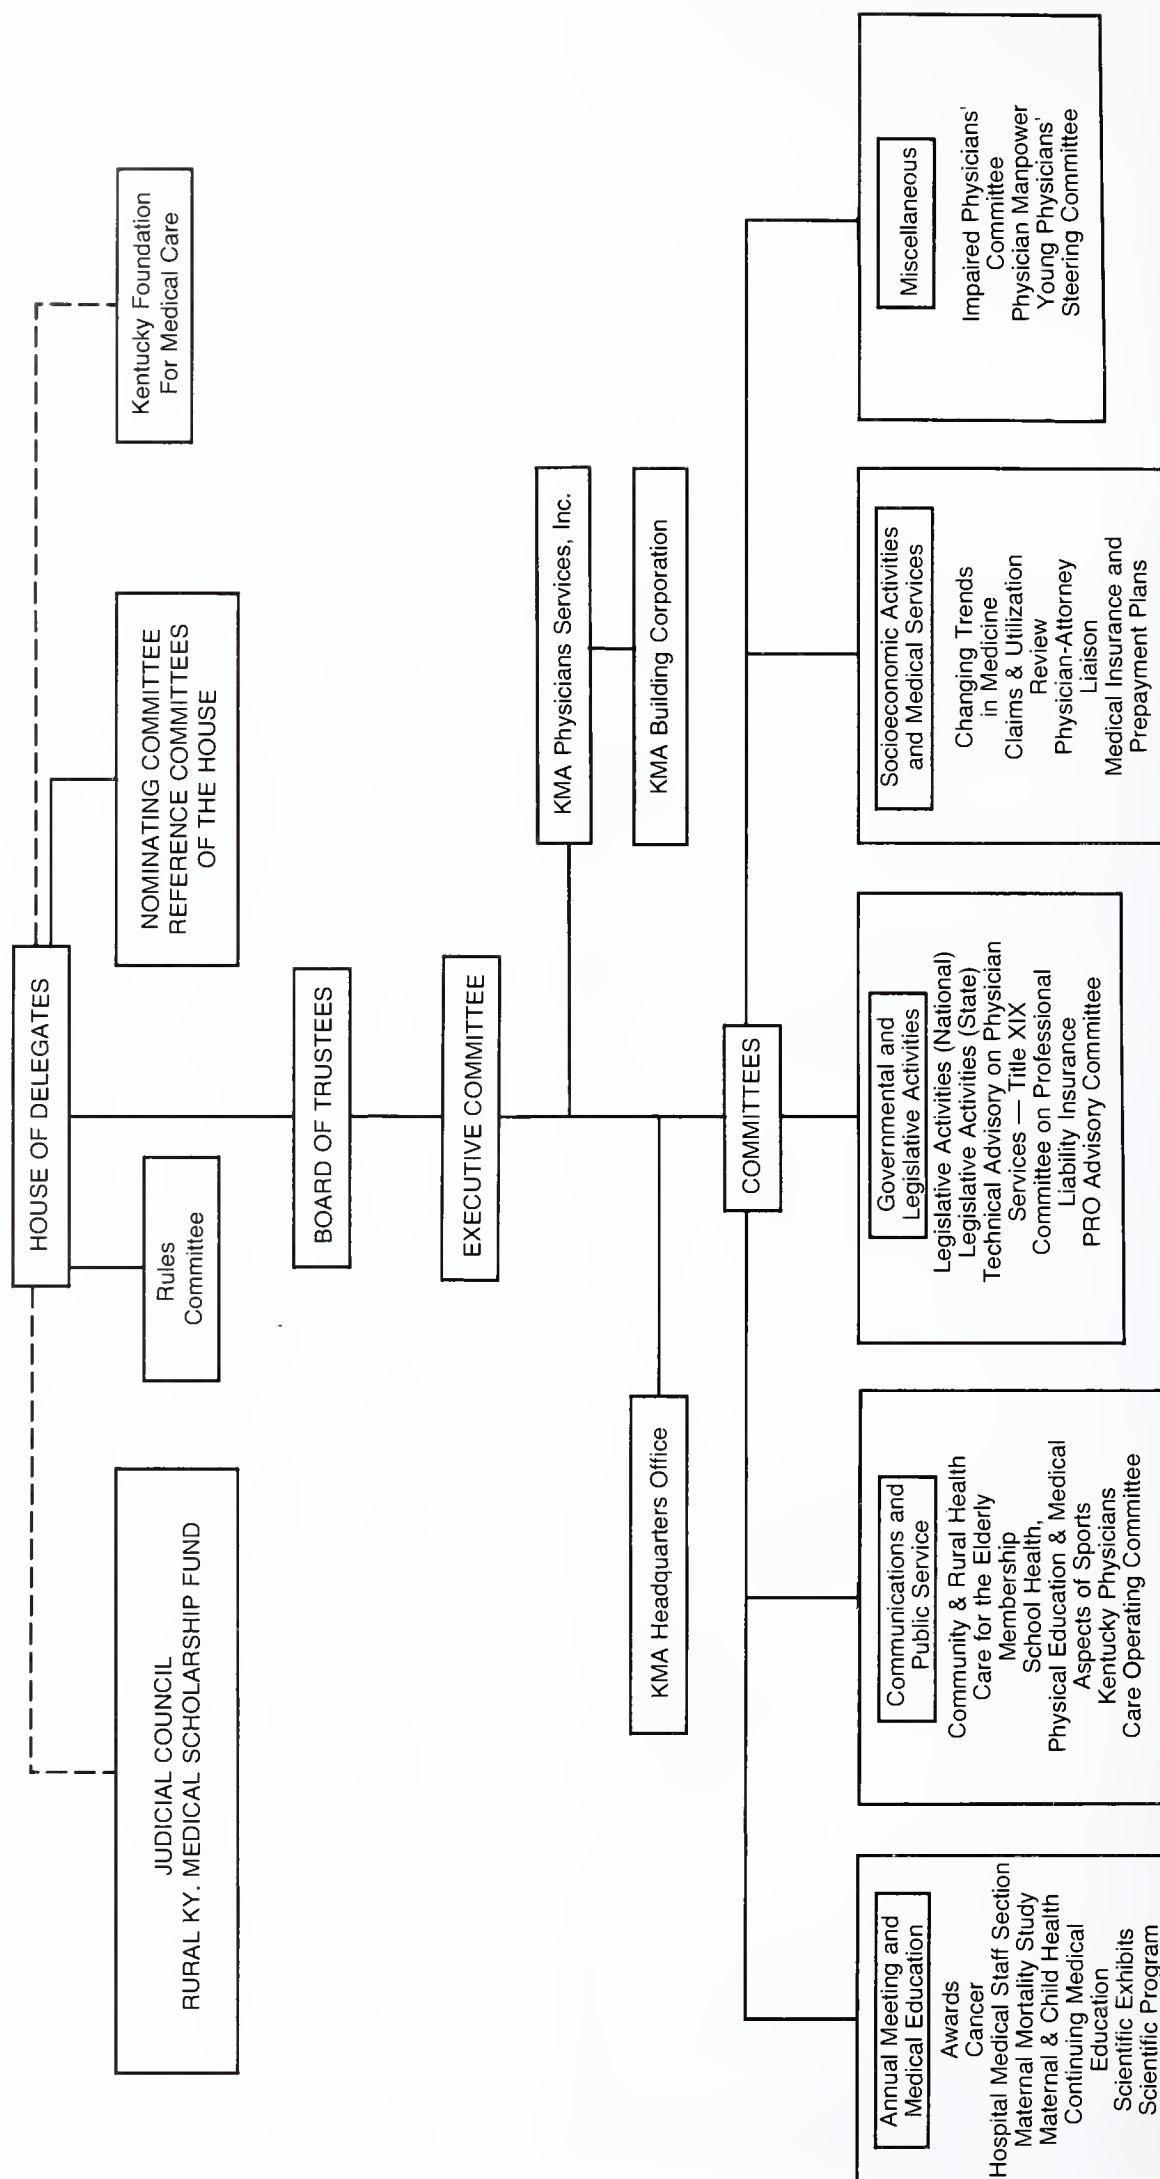 HOUSE OF DELEGATES
JUDICIAL COUNCIL
RURAL KY. MEDICAL SCHOLARSHIP FUND
Rules
Committee
NOMINATING COMMITTEE
REFERENCE COMMITTEES
OF THE HOUSE
Kentucky Foundation
For Medical Care
BOARD OF TRUSTEES
EXECUTIVE COMMITTEE
KMA Physicians Services, Inc.
KMA Headquarters Office
KMA Building Corporation
COMMITTEES
Annual Meeting and
Medical Education
Awards
Cancer
Hospital Medical Staff Section
Maternal Mortality Study
Maternal & Child Health
Continuing Medical
Education
Scientific Exhibits
Scientific Program
Communications and
Public Service
Community & Rural Health
Care for the Elderly
Membership
School Health,
Physical Education & Medical
Aspects of Sports
Kentucky Physicians
Care Operating Committee
Governmental and
Legislative Activities
Legislative Activities (National)
Legislative Activities (State)
Technical Advisory on Physician
Services — Title XIX
Committee on Professional
Liability Insurance
PRO Advisory Committee
Socioeconomic Activities
and Medical Services
Changing Trends
in Medicine
Claims & Utilization
Review
Physician-Attorney
Liaison
Medical Insurance and
Prepayment Plans
Miscellaneous
Impaired Physicians'
Committee
Physician Manpower
Young Physicians'
Steering Committee